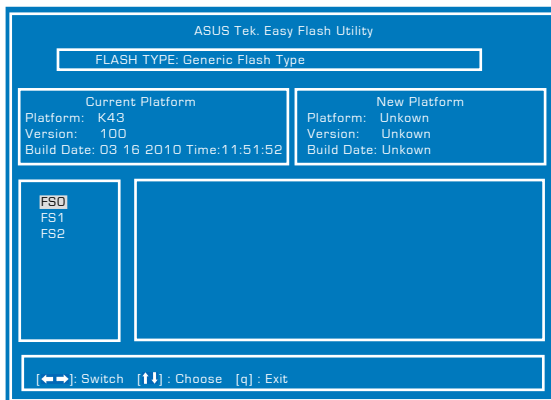 ASUS Tek. Easy Flash Utility
FLASH TYPE: Generic Flash Type
Current Platform
Platform: K43
Version: 100
Build Date: 03 16 2010 Time:11:51:52
New Platform
Platform: Unkown
Version: Unkown
Build Date: Unkown
FS0
FS1
FS2
[←→]: Switch [↑↓] : Choose [q] : Exit